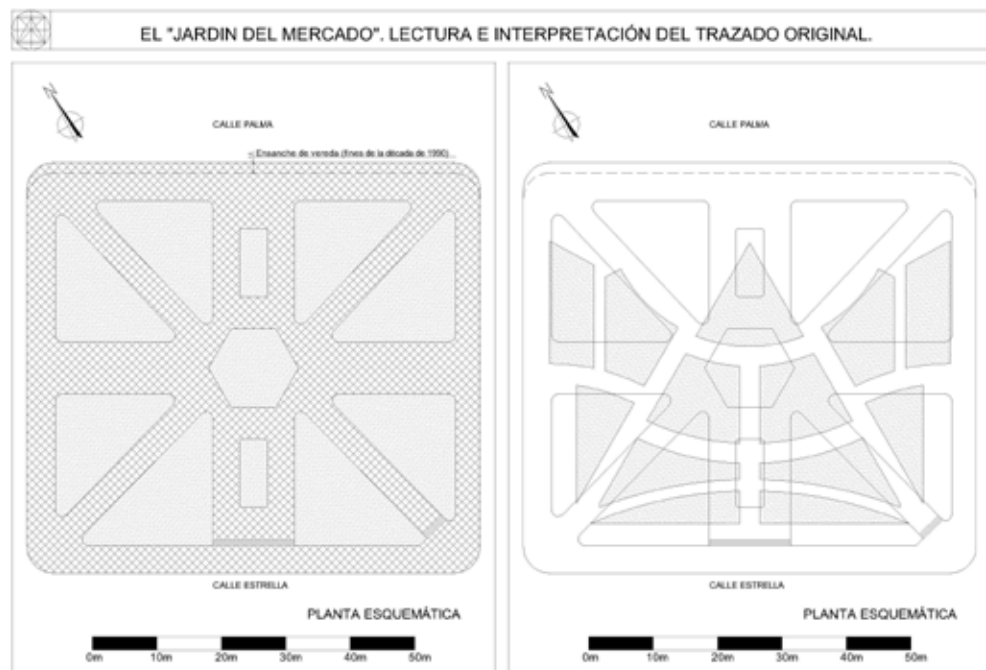 EL "JARDIN DEL MERCADO". LECTURA E INTERPRETACIÓN DEL TRAZADO ORIGINAL.
N
CALLE PALMA
Ensanche de vereda (fines de la década de 1990)
CALLE ESTRELLA
PLANTA ESQUEMÁTICA
0m 10m 20m 30m 40m 50m
N
CALLE PALMA
CALLE ESTRELLA
PLANTA ESQUEMÁTICA
0m 10m 20m 30m 40m 50m